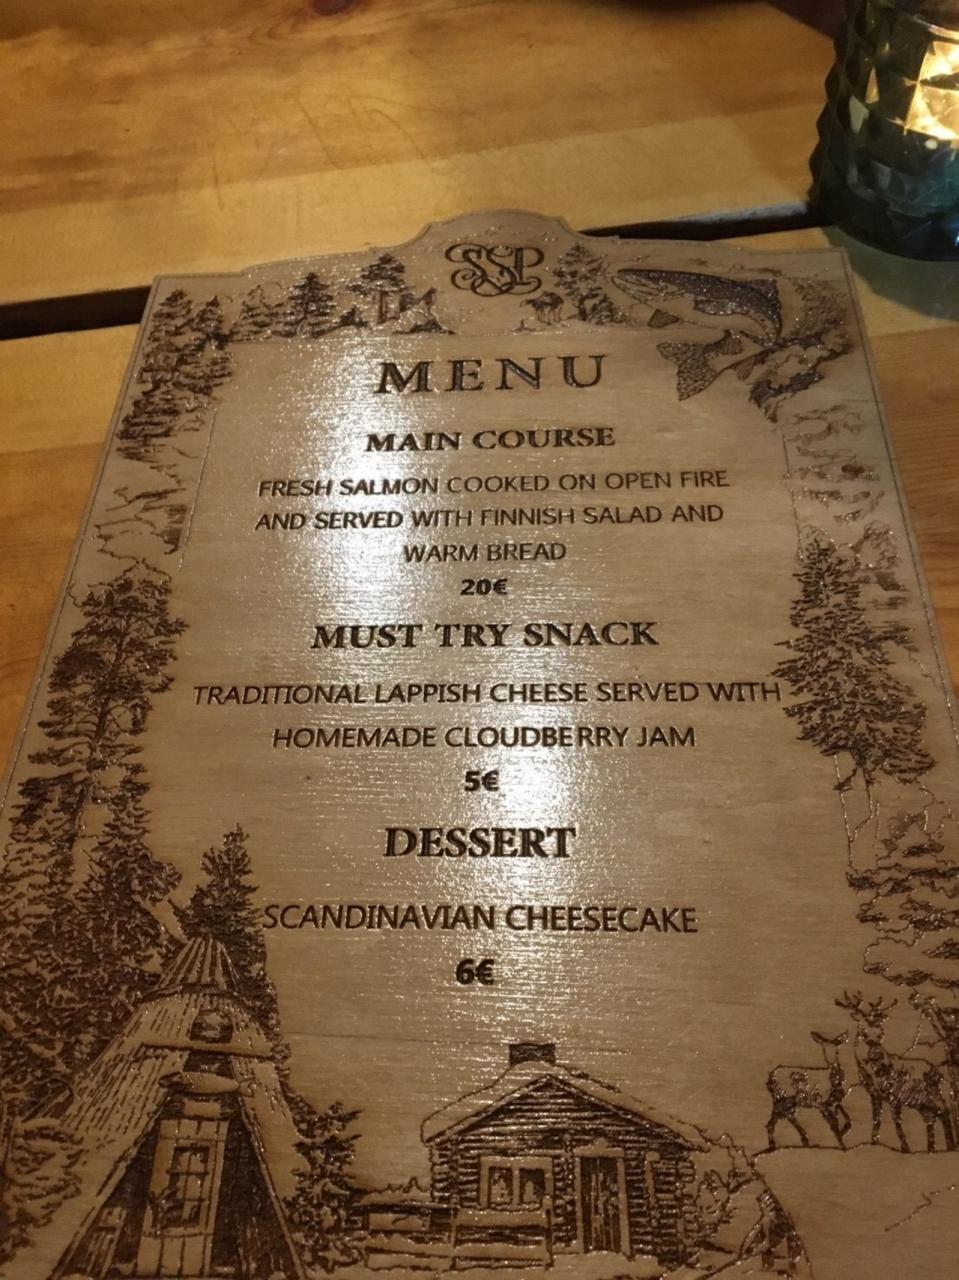 SSP
MENU
MAIN COURSE
FRESH SALMON COOKED ON OPEN FIRE
AND SERVED WITH FINNISH SALAD AND
WARM BREAD
20€
MUST TRY SNACK
TRADITIONAL LAPPISH CHEESE SERVED WITH
HOMEMADE CLOUDBERRY JAM
5€
DESSERT
SCANDINAVIAN CHEESECAKE
6€